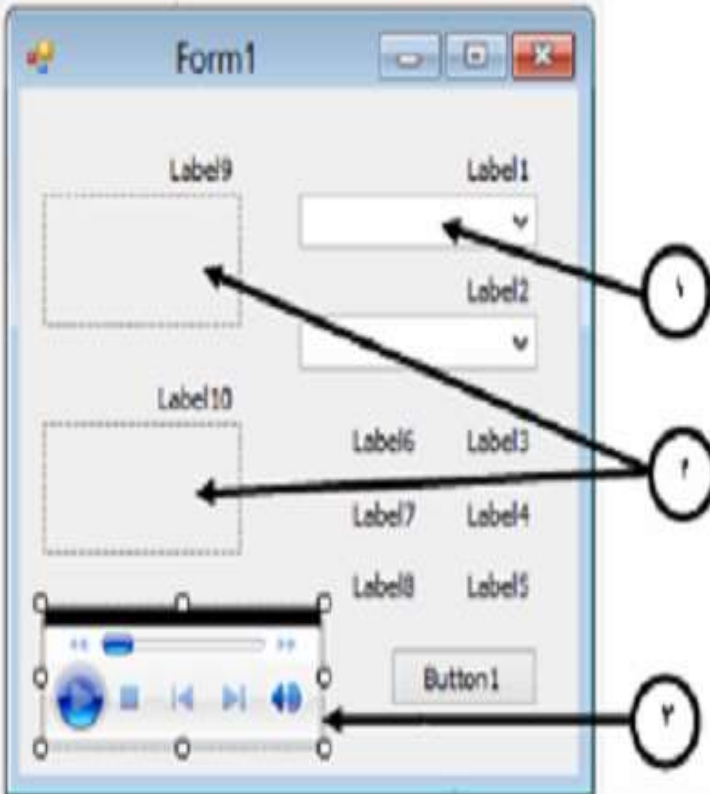 Form1
Label9 Label1
١
Label2
Label10
Label6 Label3
٢
Label7 Label4
Label8 Label5
Button1
٣